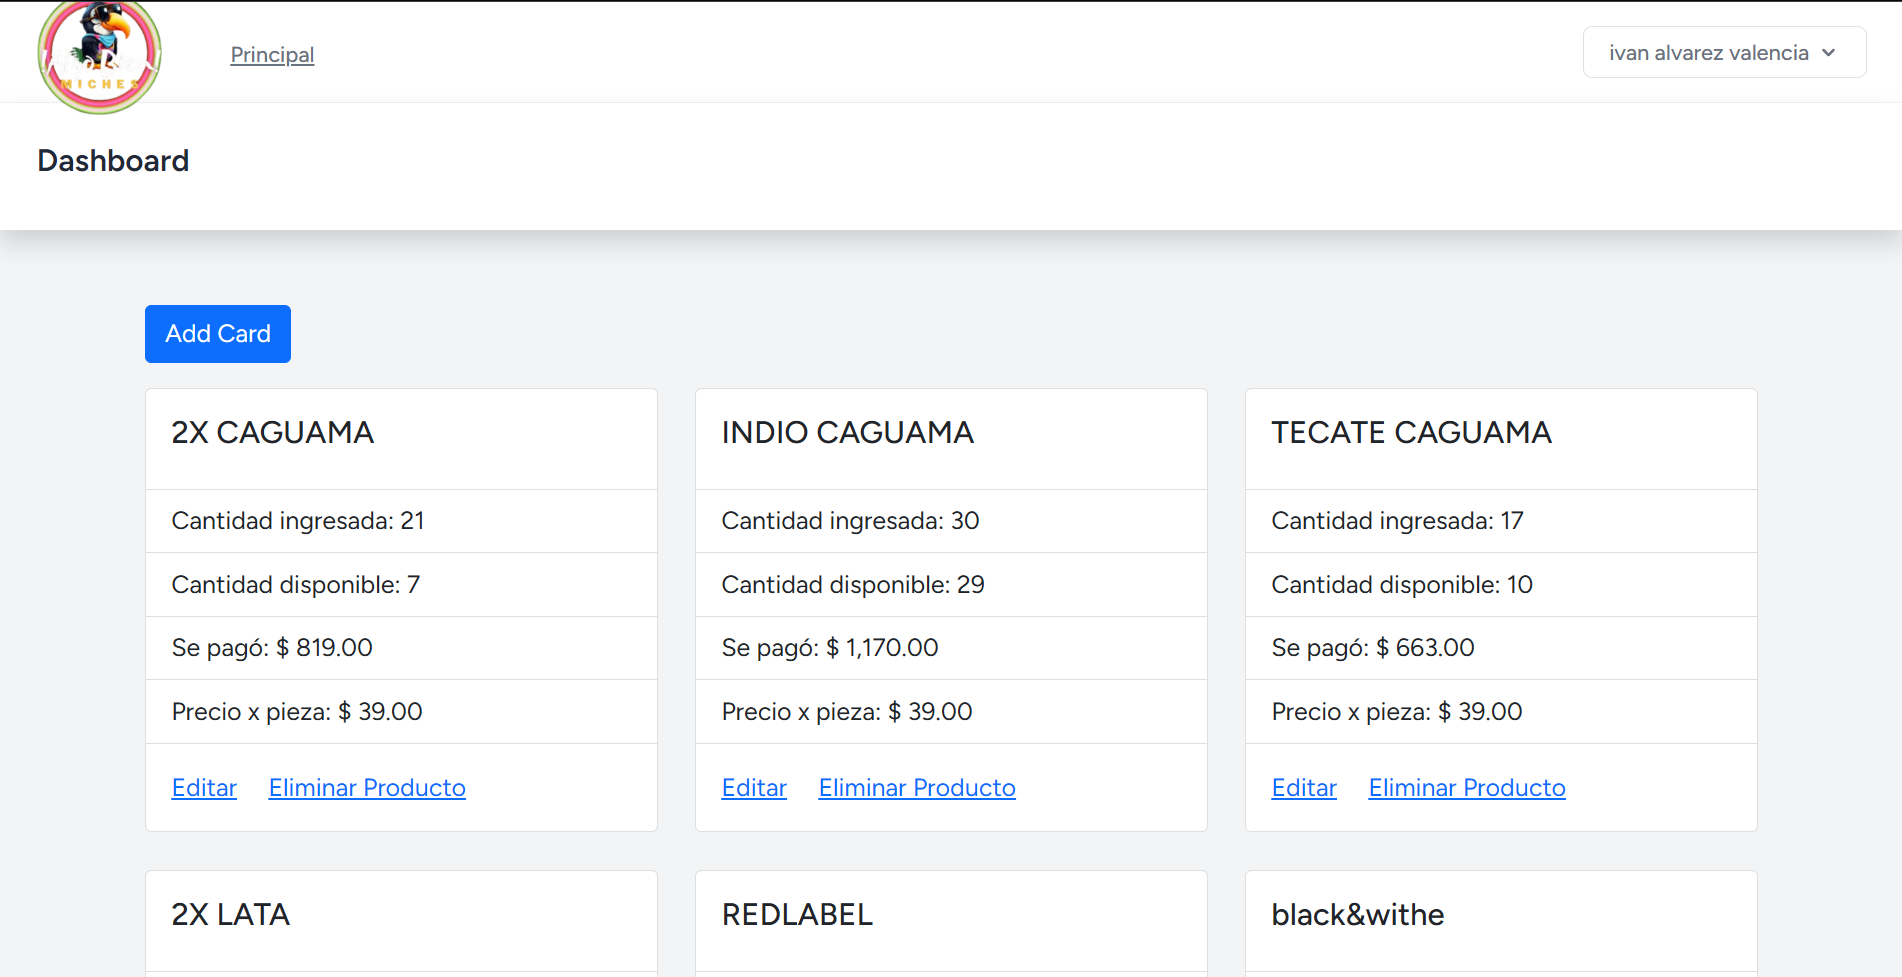 MICHES
Principal
ivan alvarez valencia
Dashboard
Add Card
2X CAGUAMA
Cantidad ingresada: 21
Cantidad disponible: 7
Se pagó: $ 819.00
Precio x pieza: $ 39.00
Editar Eliminar Producto
INDIO CAGUAMA
Cantidad ingresada: 30
Cantidad disponible: 29
Se pagó: $ 1,170.00
Precio x pieza: $ 39.00
Editar Eliminar Producto
TECATE CAGUAMA
Cantidad ingresada: 17
Cantidad disponible: 10
Se pagó: $ 663.00
Precio x pieza: $ 39.00
Editar Eliminar Producto
2X LATA
REDLABEL
black&withe